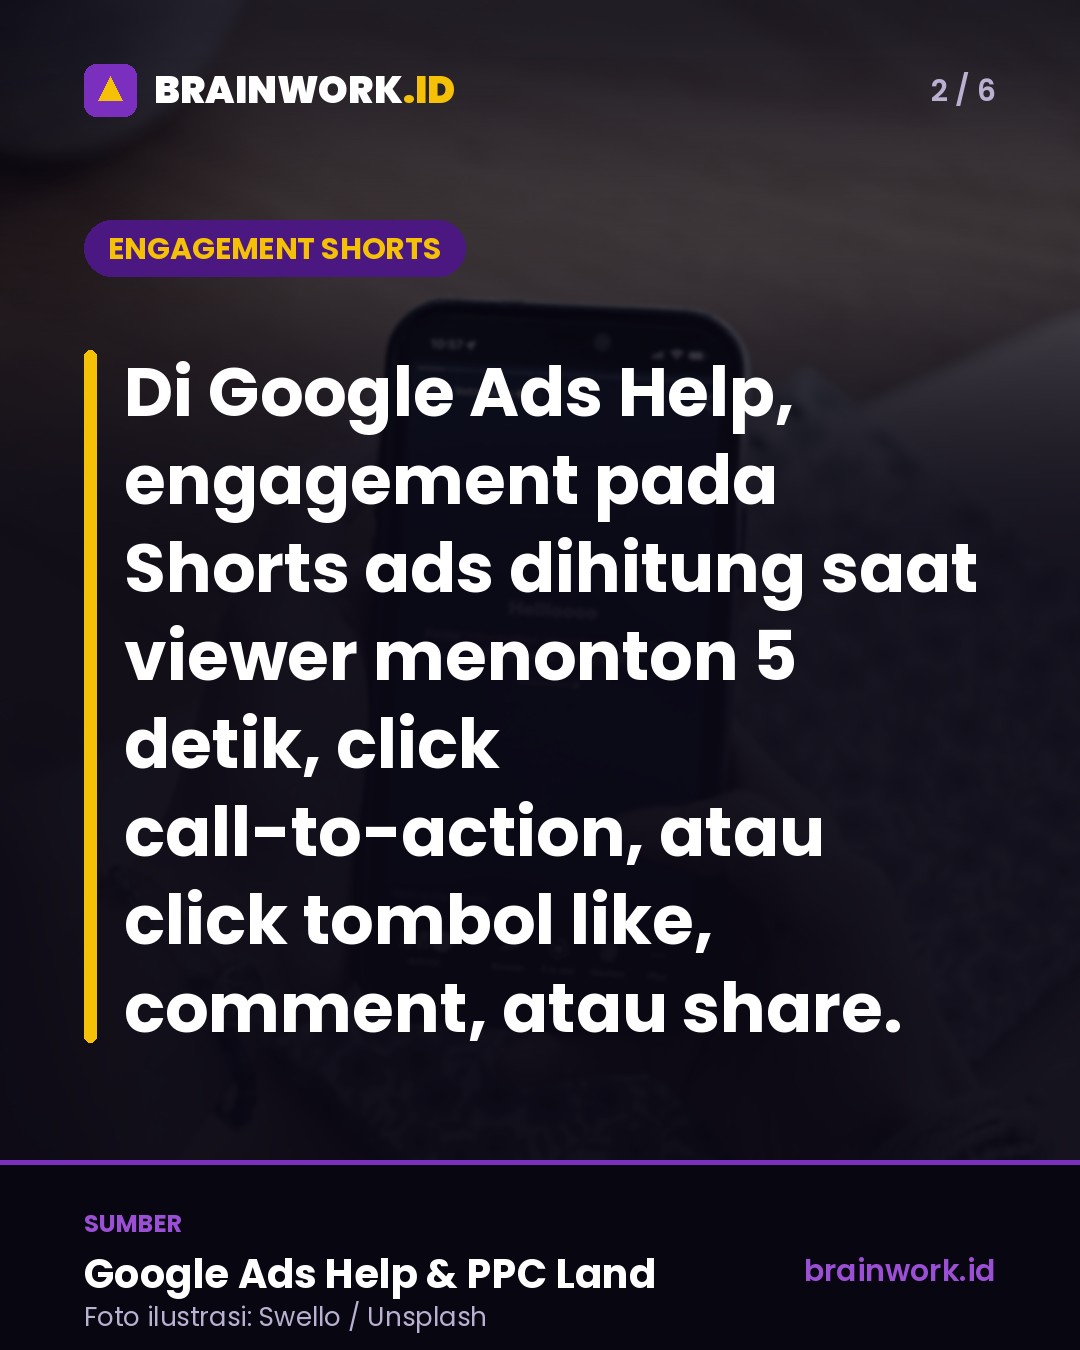 BRAINWORK.ID
2 / 6
ENGAGEMENT SHORTS
10:57
Di Google Ads Help,
engagement pada
Shorts ads dihitung saat
viewer menonton 5
detik, click
call-to-action, atau
click tombol like,
comment, atau share.
SUMBER
Google Ads Help & PPC Land
brainwork.id
Foto ilustrasi: Swello / Unsplash